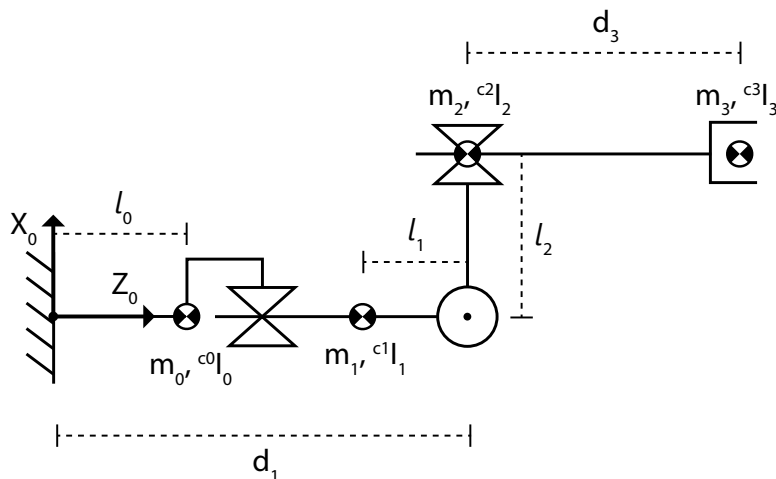 d₃
m₂, ᶜ²I₂
m₃, ᶜ³I₃
X₀
l₀
l₁
l₂
Z₀
m₀, ᶜ⁰I₀
m₁, ᶜ¹I₁
d₁